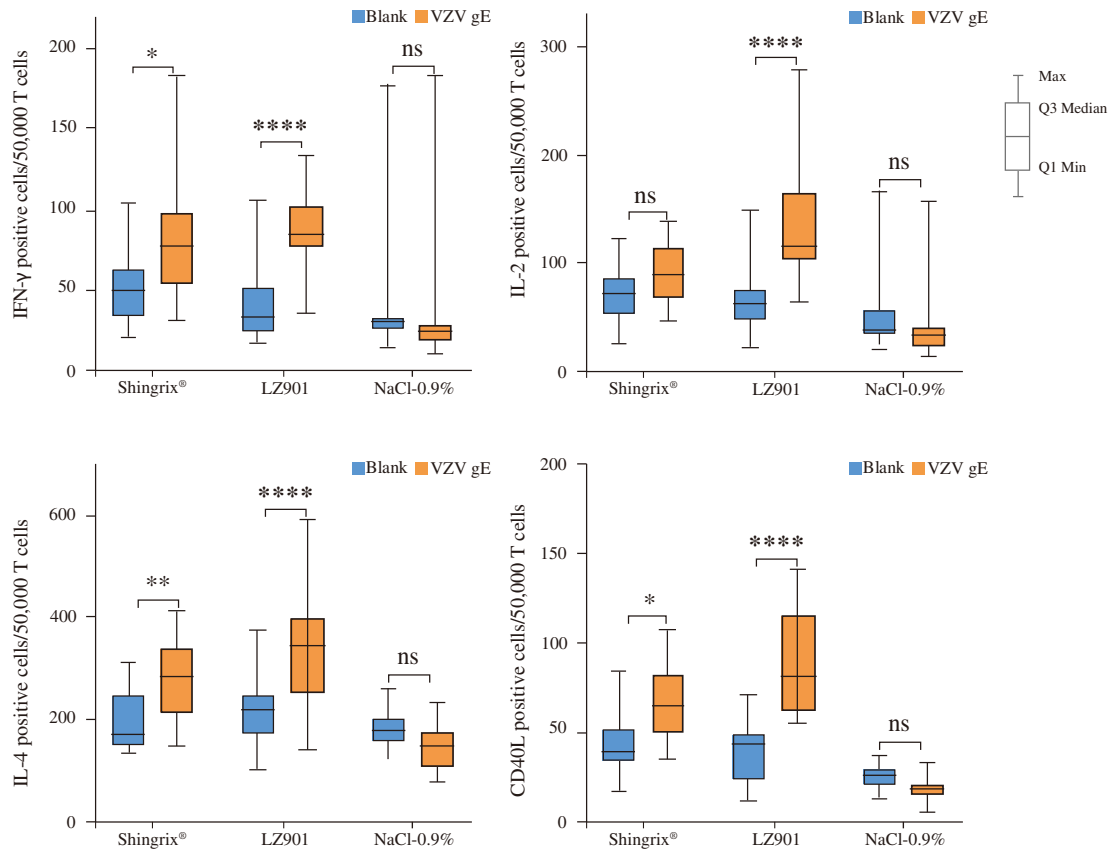 Blank VZV gE
IFN-γ positive cells/50,000 T cells
200
150
100
50
0
*
****
ns
Shingrix®
LZ901
NaCl-0.9%
Blank VZV gE
IL-2 positive cells/50,000 T cells
300
200
100
0
ns
****
ns
Shingrix®
LZ901
NaCl-0.9%
Max
Q3 Median
Q1 Min
Blank VZV gE
IL-4 positive cells/50,000 T cells
600
400
200
0
**
****
ns
Shingrix®
LZ901
NaCl-0.9%
Blank VZV gE
CD40L positive cells/50,000 T cells
200
150
100
50
0
*
****
ns
Shingrix®
LZ901
NaCl-0.9%